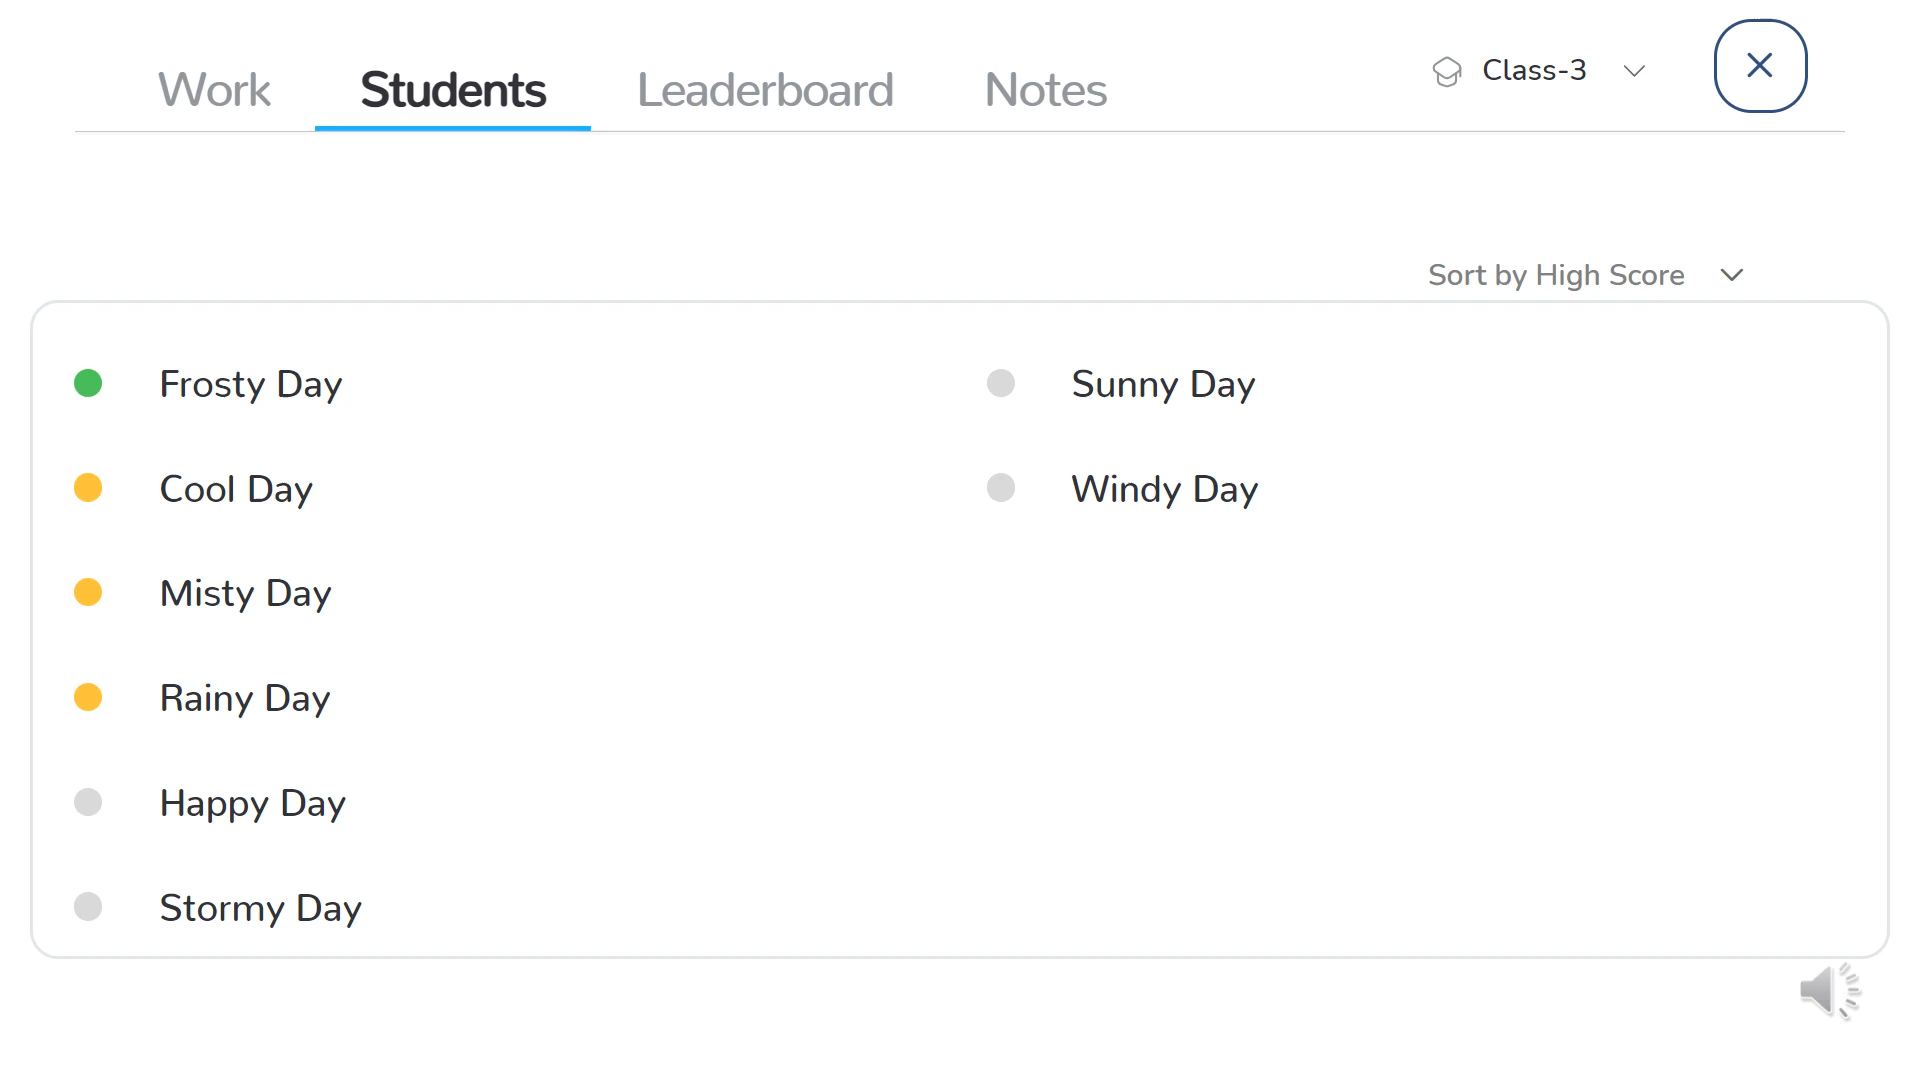 Work Students Leaderboard Notes Class-3
Sort by High Score
Frosty Day
Cool Day
Misty Day
Rainy Day
Happy Day
Stormy Day
Sunny Day
Windy Day